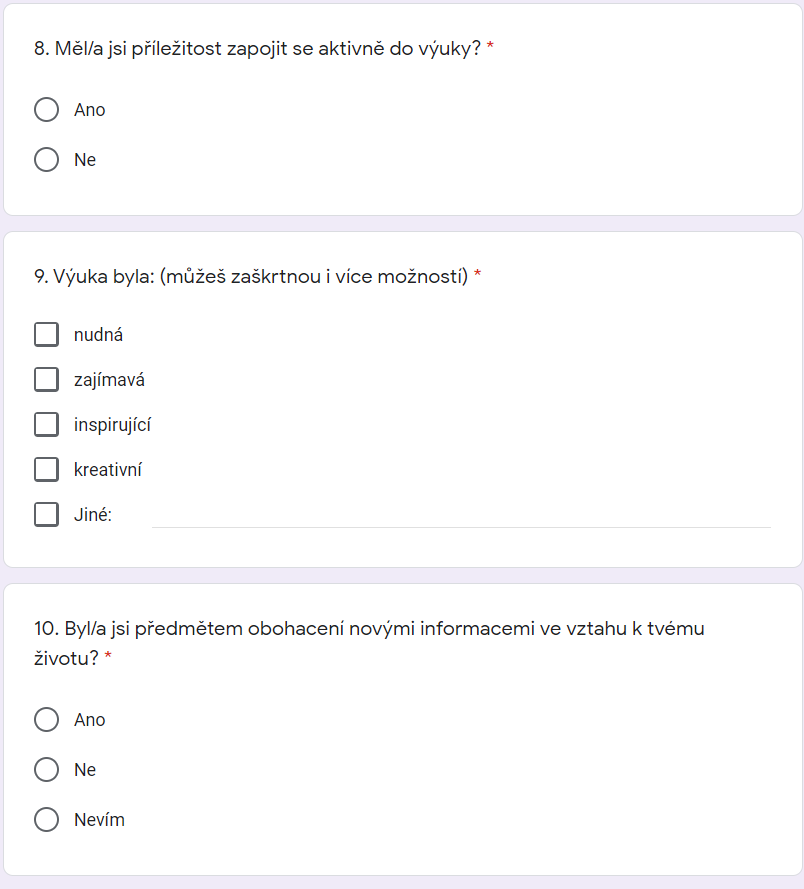 8. Měl/a jsi příležitost zapojit se aktivně do výuky? *
Ano
Ne
9. Výuka byla: (můžeš zaškrtnou i více možností) *
nudná
zajímavá
inspirující
kreativní
Jiné:
10. Byl/a jsi předmětem obohacení novými informacemi ve vztahu k tvému
životu? *
Ano
Ne
Nevím